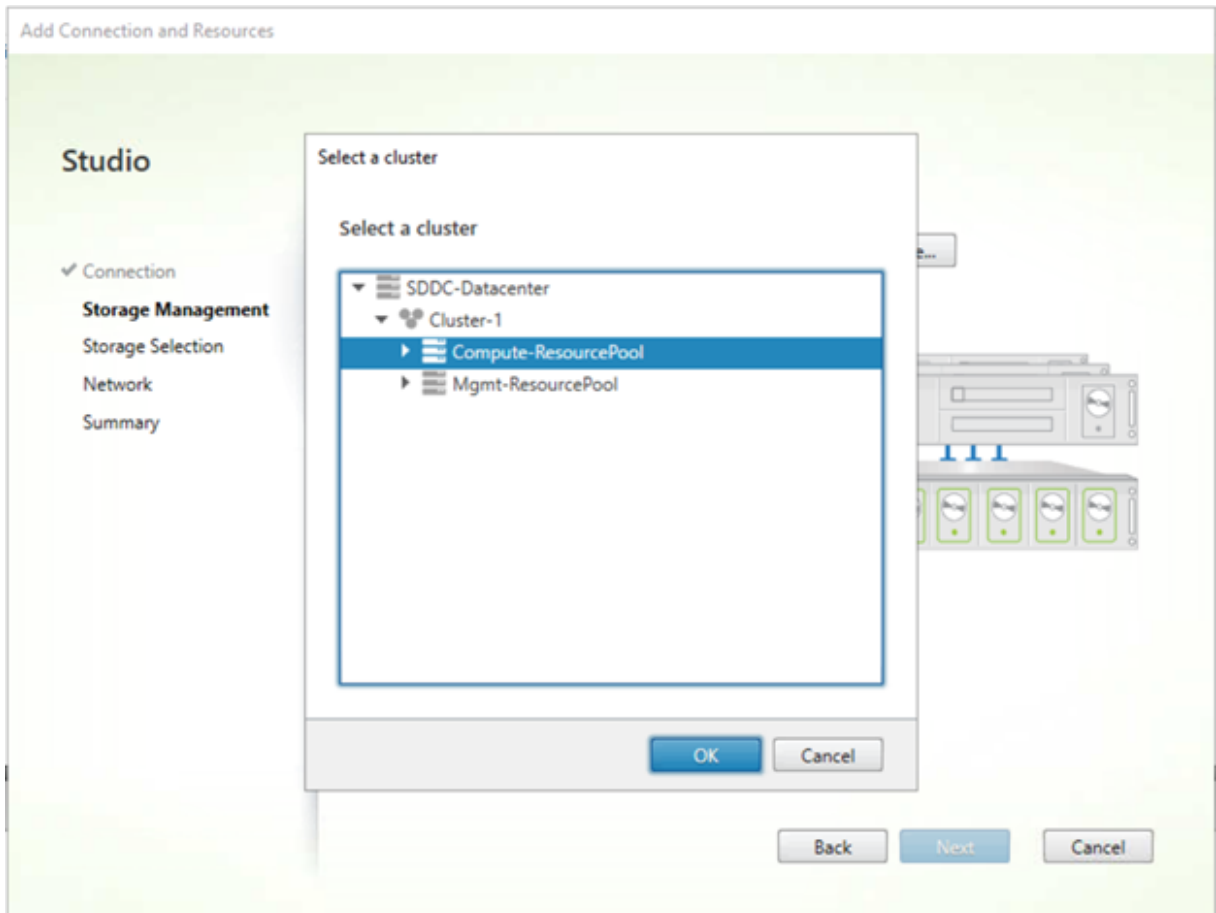 Add Connection and Resources
Studio
Connection
Storage Management
Storage Selection
Network
Summary
Select a cluster
Select a cluster
SDDC-Datacenter
Cluster-1
Compute-ResourcePool
Mgmt-ResourcePool
OK
Cancel
Back
Next
Cancel